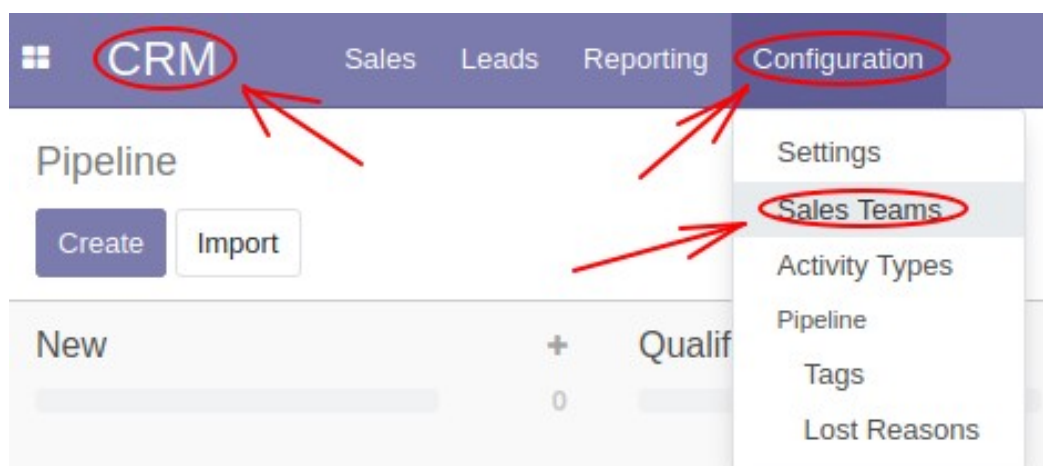 CRM Sales Leads Reporting Configuration
Pipeline
Create Import
New + 0
Qualif
Settings
Sales Teams
Activity Types
Pipeline
Tags
Lost Reasons